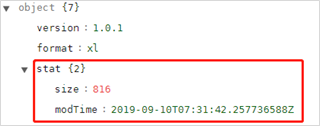 object {7}
version : 1.0.1
format : xl
stat {2}
size : 816
modTime : 2019-09-10T07:31:42.257736588Z